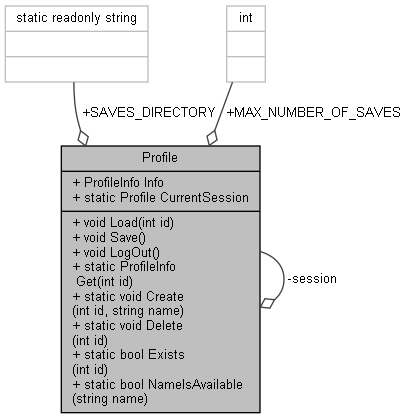 static readonly string
int
+SAVES_DIRECTORY
+MAX_NUMBER_OF_SAVES
Profile
+ ProfileInfo Info
+ static Profile CurrentSession
+ void Load(int id)
+ void Save()
+ void LogOut()
+ static ProfileInfo
Get(int id)
+ static void Create
(int id, string name)
+ static void Delete
(int id)
+ static bool Exists
(int id)
+ static bool NameIsAvailable
(string name)
-session